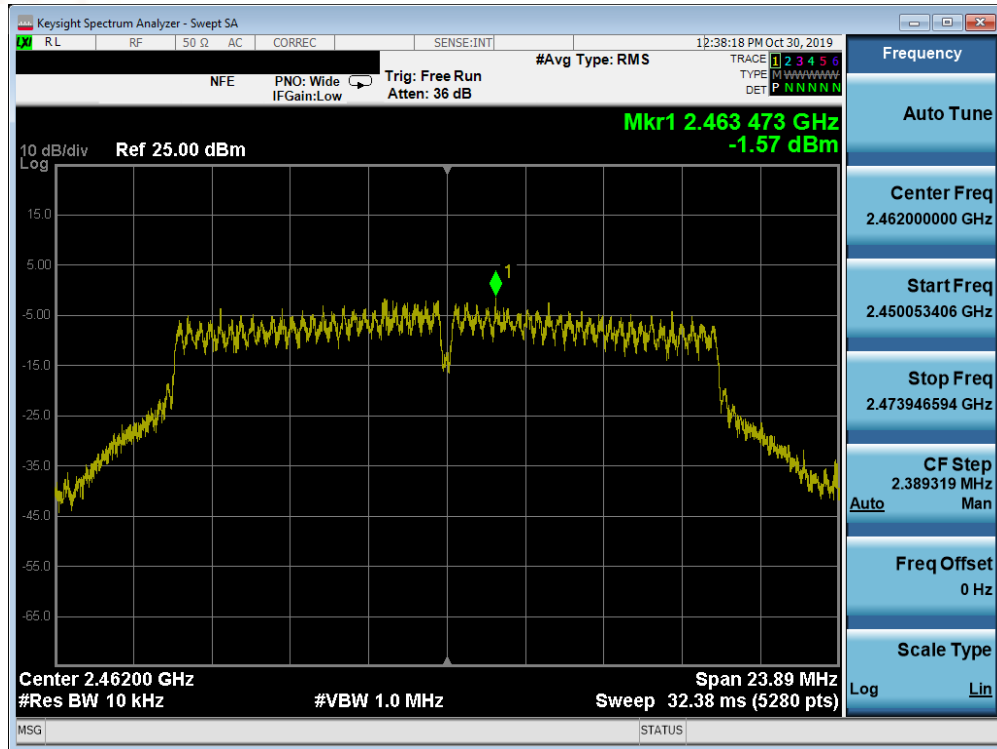 Keysight Spectrum Analyzer - Swept SA
LXI RL RF 50 Ω AC CORREC SENSE:INT 12:38:18 PM Oct 30, 2019
#Avg Type: RMS
NFE PNO: Wide Trig: Free Run
IFGain:Low Atten: 36 dB
TRACE 1 2 3 4 5 6
TYPE M WWWWW
DET P N N N N N
Mkr1 2.463 473 GHz
-1.57 dBm
10 dB/div Ref 25.00 dBm
Log
15.0
5.00
-5.00
-15.0
-25.0
-35.0
-45.0
-55.0
-65.0
1
Center 2.46200 GHz Span 23.89 MHz
#Res BW 10 kHz #VBW 1.0 MHz Sweep 32.38 ms (5280 pts)
MSG STATUS
Frequency
Auto Tune
Center Freq
2.462000000 GHz
Start Freq
2.450053406 GHz
Stop Freq
2.473946594 GHz
CF Step
2.389319 MHz
Auto Man
Freq Offset
0 Hz
Scale Type
Log Lin